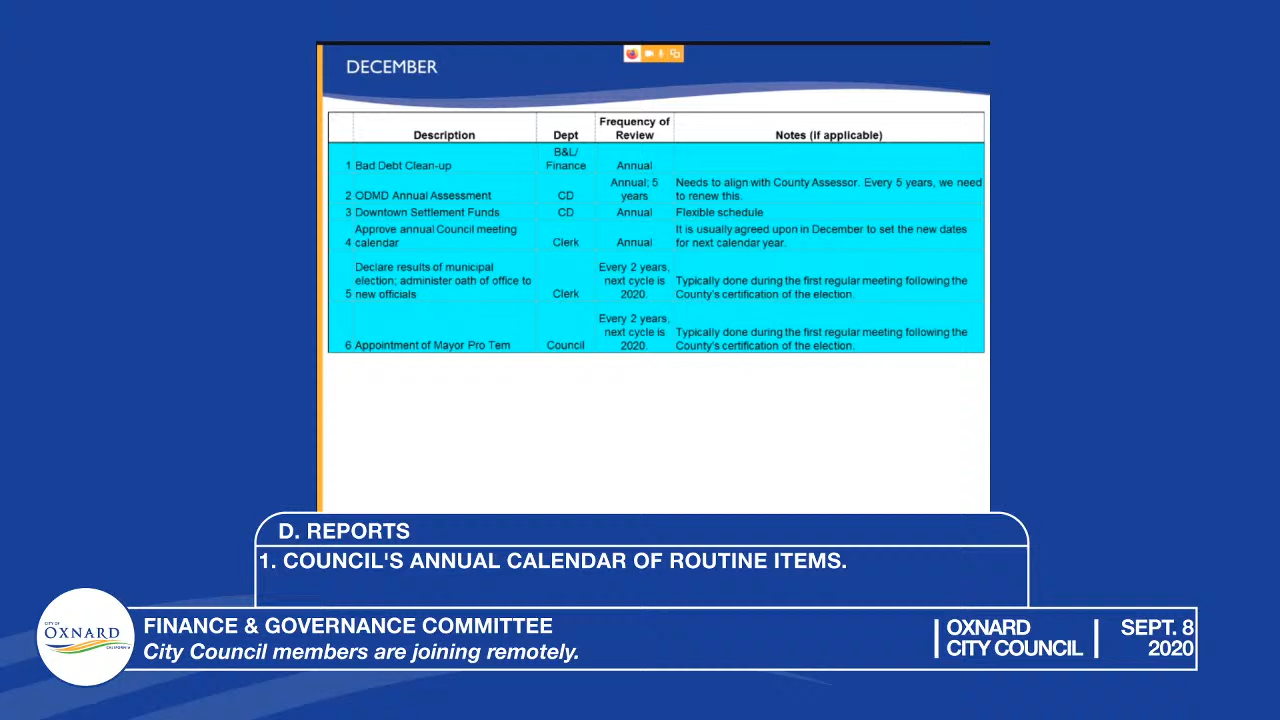 DECEMBER
Description Dept Frequency of Review Notes (if applicable)
1 Bad Debt Clean-up B&L/ Finance Annual
2 ODMD Annual Assessment CD Annual; 5 years Needs to align with County Assessor. Every 5 years, we need to renew this.
3 Downtown Settlement Funds CD Annual Flexible schedule
4 Approve annual Council meeting calendar Clerk Annual It is usually agreed upon in December to set the new dates for next calendar year.
5 Declare results of municipal election; administer oath of office to new officials Clerk Every 2 years, next cycle is 2020. Typically done during the first regular meeting following the County's certification of the election.
6 Appointment of Mayor Pro Tem Council Every 2 years, next cycle is 2020. Typically done during the first regular meeting following the County's certification of the election.
D. REPORTS
1. COUNCIL'S ANNUAL CALENDAR OF ROUTINE ITEMS.
CITY OF
OXNARD
CALIFORNIA
FINANCE & GOVERNANCE COMMITTEE
City Council members are joining remotely.
OXNARD
CITY COUNCIL
SEPT. 8
2020